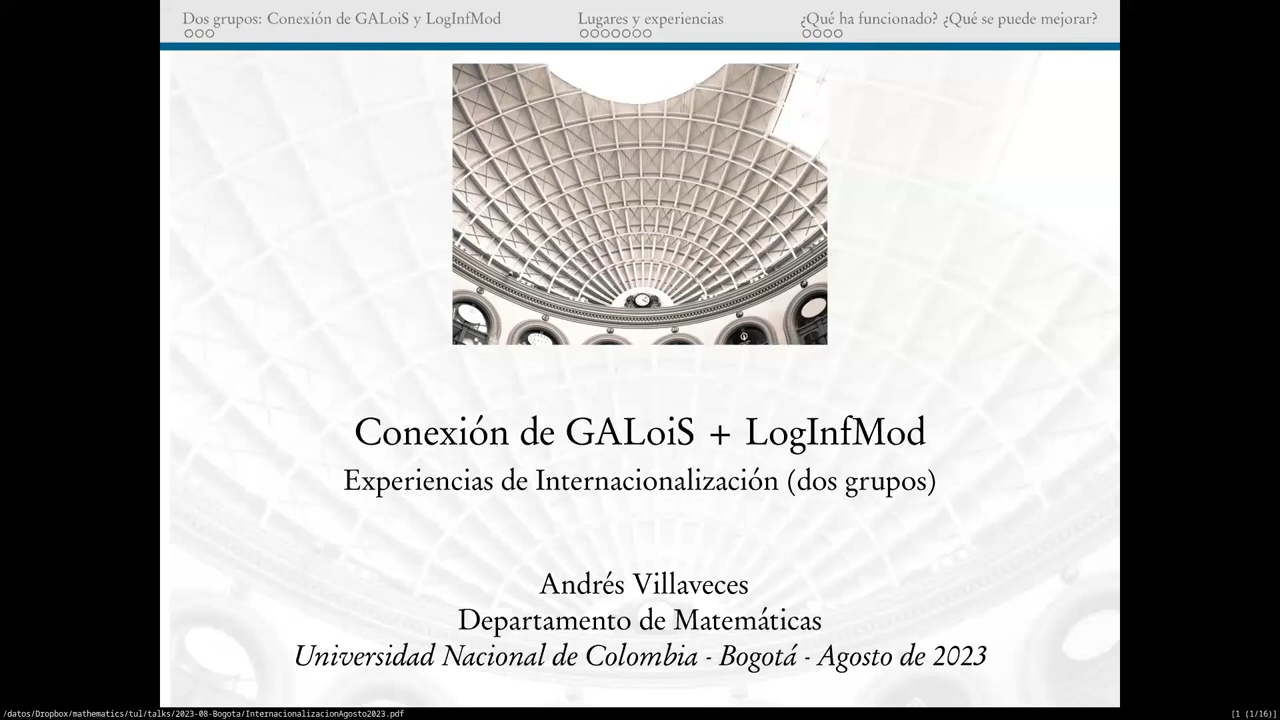 Dos grupos: Conexión de GALoiS y LogInfMod
Lugares y experiencias
¿Qué ha funcionado? ¿Qué se puede mejorar?
Conexión de GALoiS + LogInfMod
Experiencias de Internacionalización (dos grupos)
Andrés Villaveces
Departamento de Matemáticas
Universidad Nacional de Colombia - Bogotá - Agosto de 2023
/datos/Dropbox/mathematics/tul/talks/2023-08-Bogota/InternacionalizacionAgosto2023.pdf
[1 (1/16)]